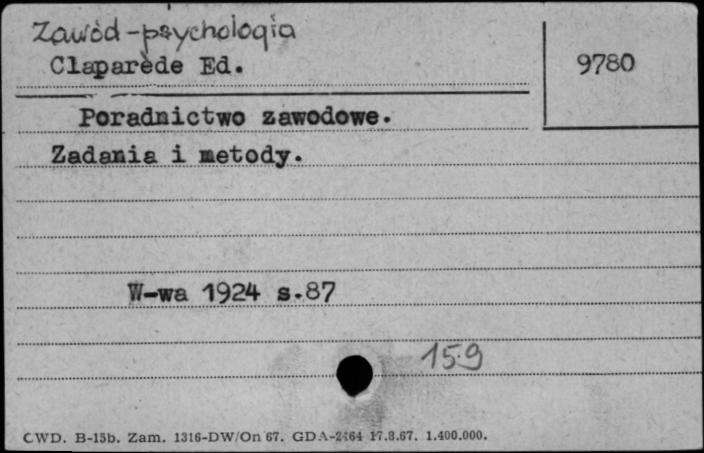 Zawód - psychologia
Claparède Ed.
9780
Poradnictwo zawodowe.
Zadania i metody.
W-wa 1924 s.87
159
CWD. B-15b. Zam. 1316-DW/On 67. GDA-2464 17.8.67. 1.400.000.